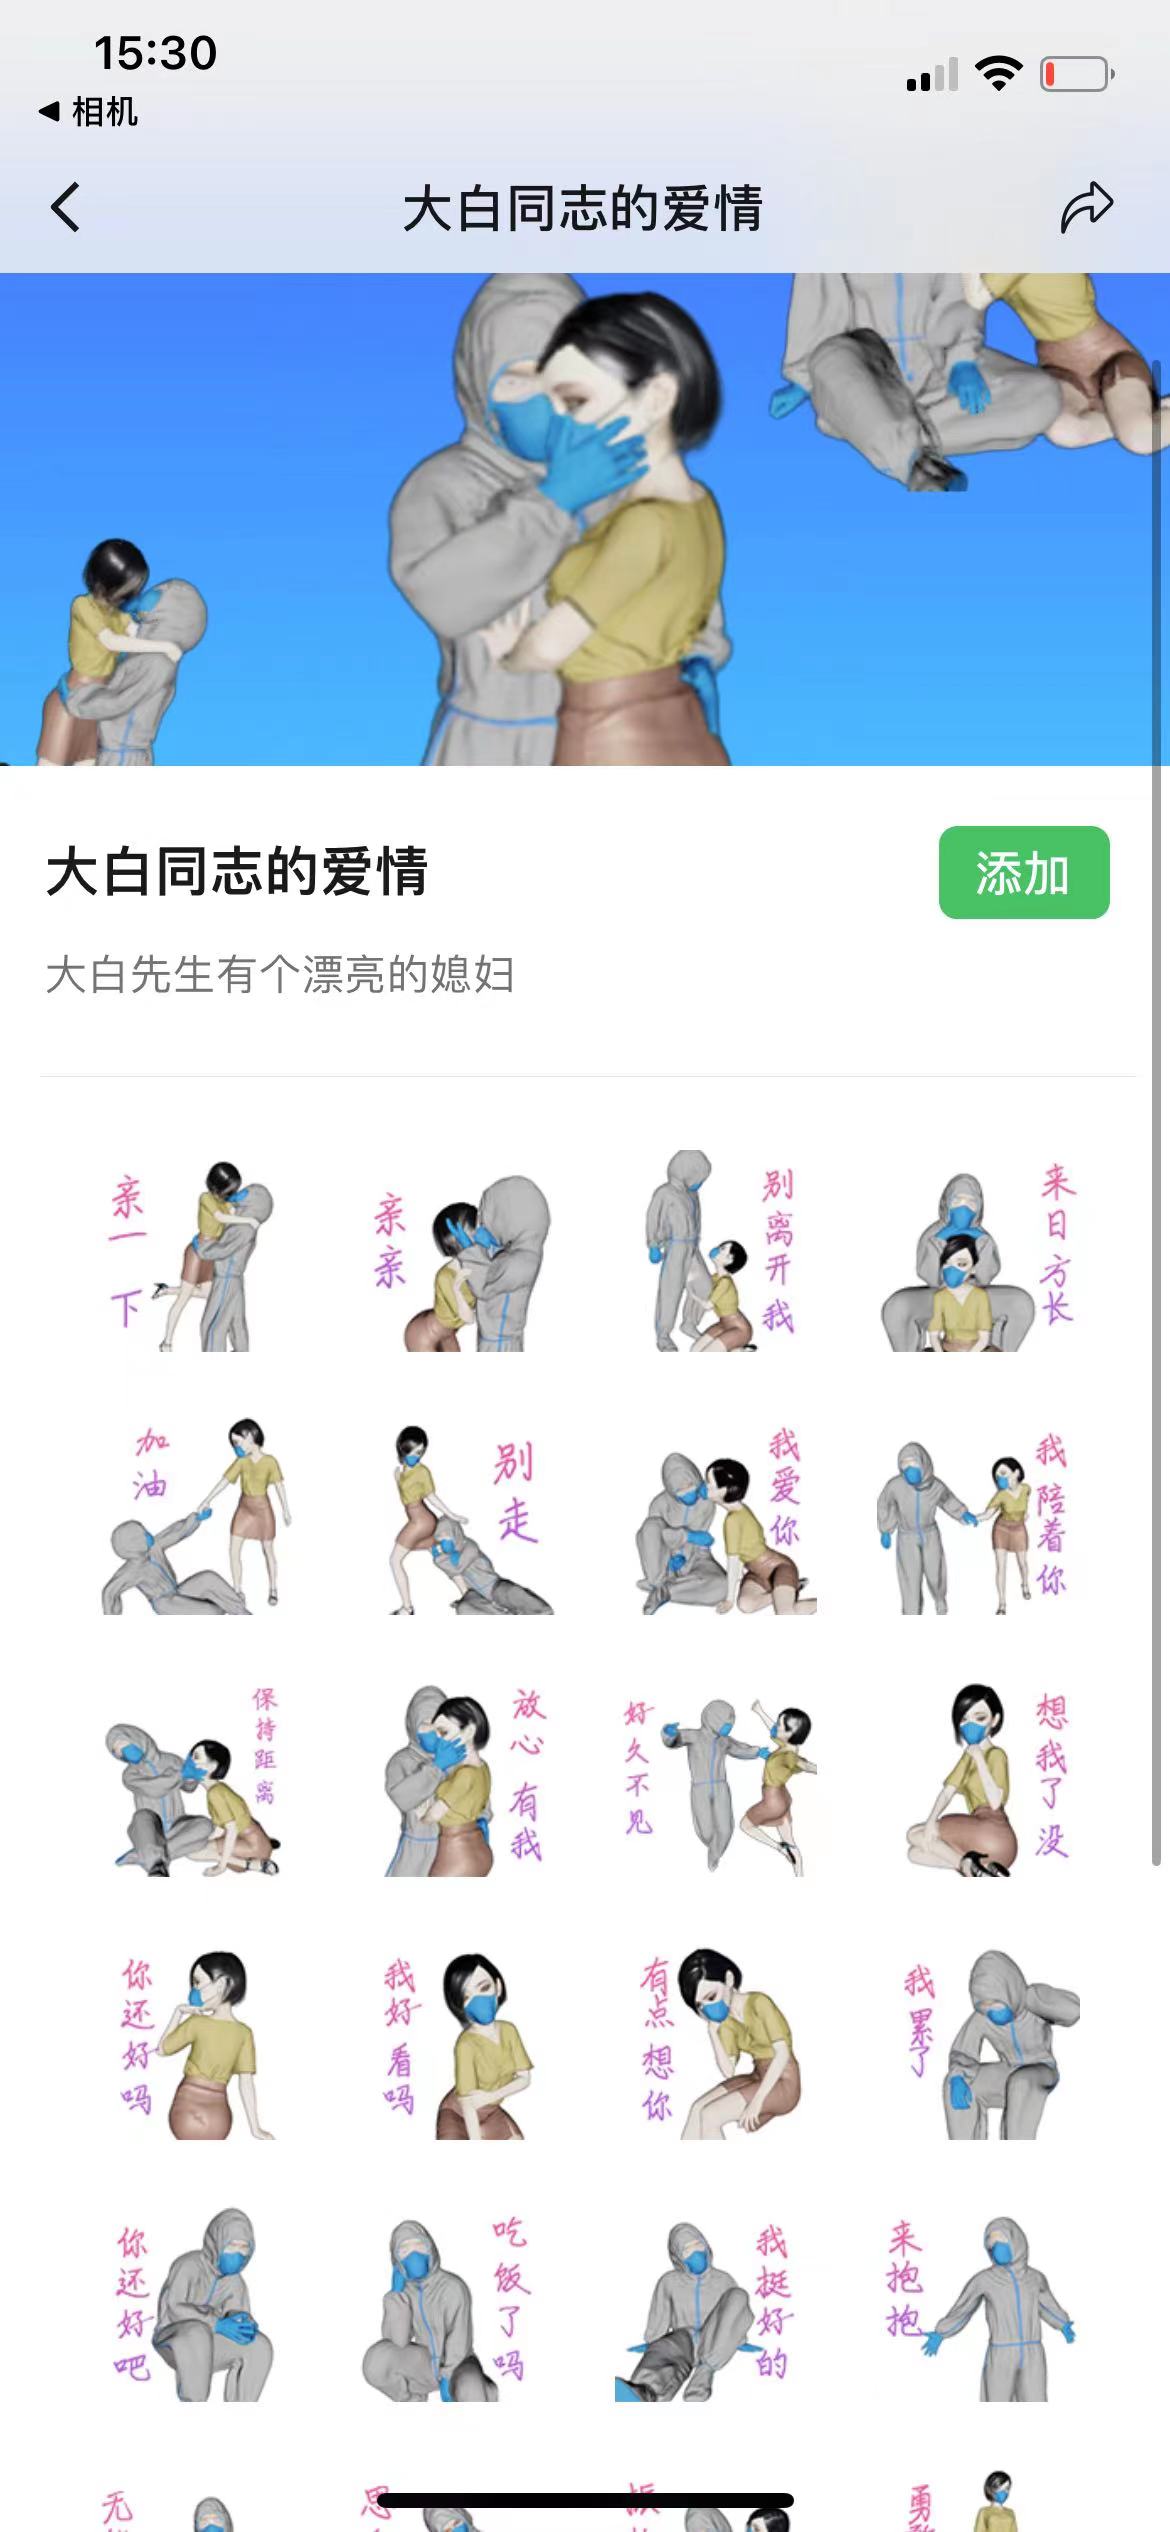 15:30
相机
大白同志的爱情
大白同志的爱情
添加
大白先生有个漂亮的媳妇
亲一下
亲亲
别离开我
来日方长
加油
别走
我爱你
我陪着你
保持距离
放心有我
好久不见
想我了没
你还好吗
我好看吗
有点想你
我累了
你还好吧
吃饭了吗
我挺好的
来抱抱
无
思
勇